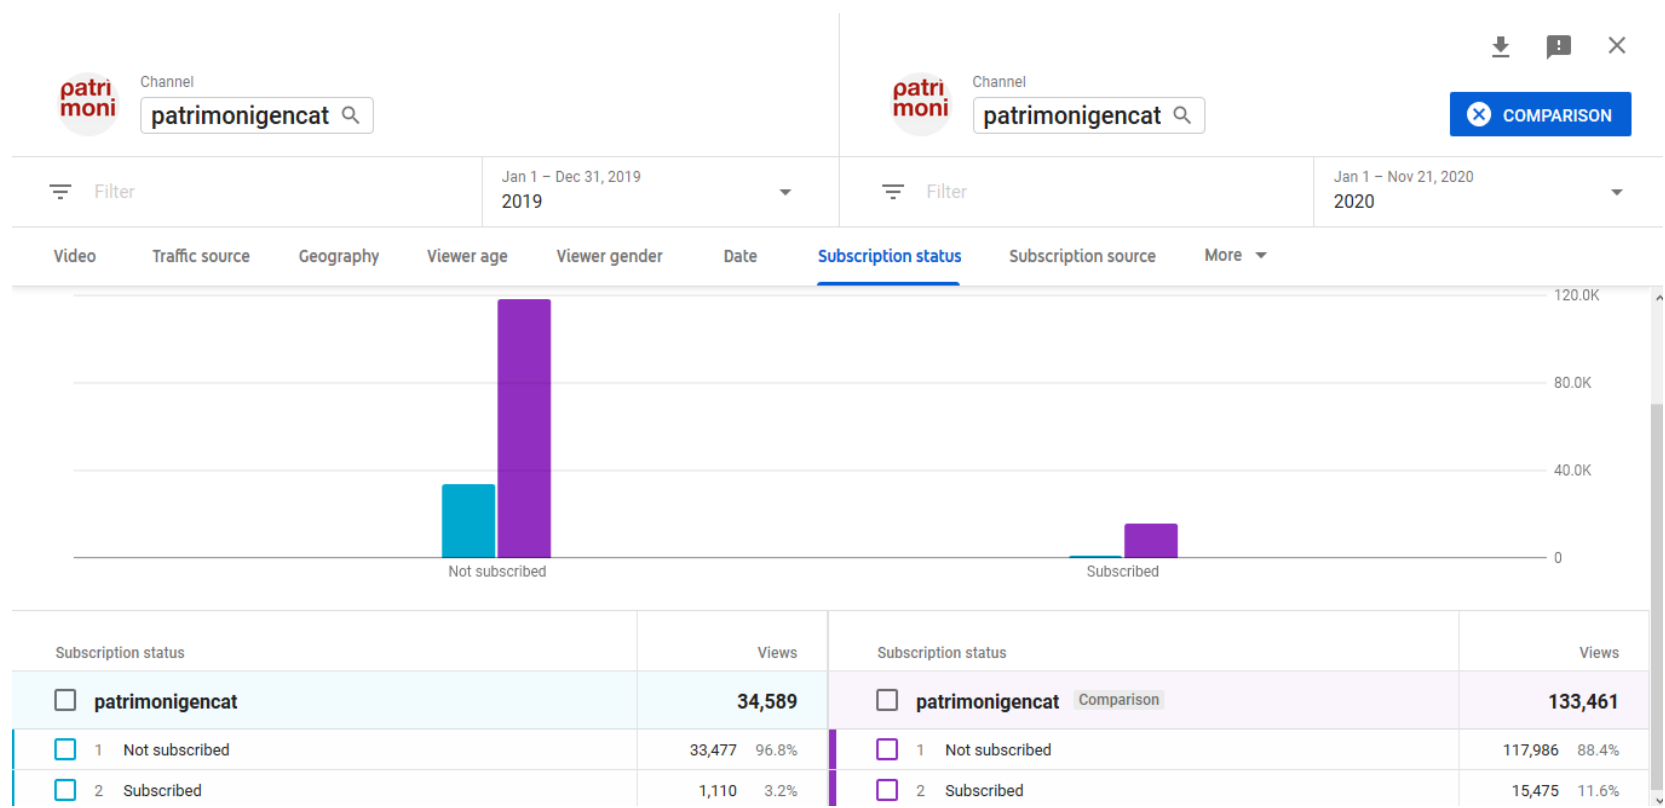 patri
moni
Channel
patrimonigencat
patri
moni
Channel
patrimonigencat
COMPARISON
Filter
Jan 1 – Dec 31, 2019
2019
Filter
Jan 1 – Nov 21, 2020
2020
Video Traffic source Geography Viewer age Viewer gender Date Subscription status Subscription source More
120.0K
80.0K
40.0K
0
Not subscribed Subscribed
Subscription status Views Subscription status Views
patrimonigencat 34,589 patrimonigencat Comparison 133,461
1 Not subscribed 33,477 96.8% 1 Not subscribed 117,986 88.4%
2 Subscribed 1,110 3.2% 2 Subscribed 15,475 11.6%